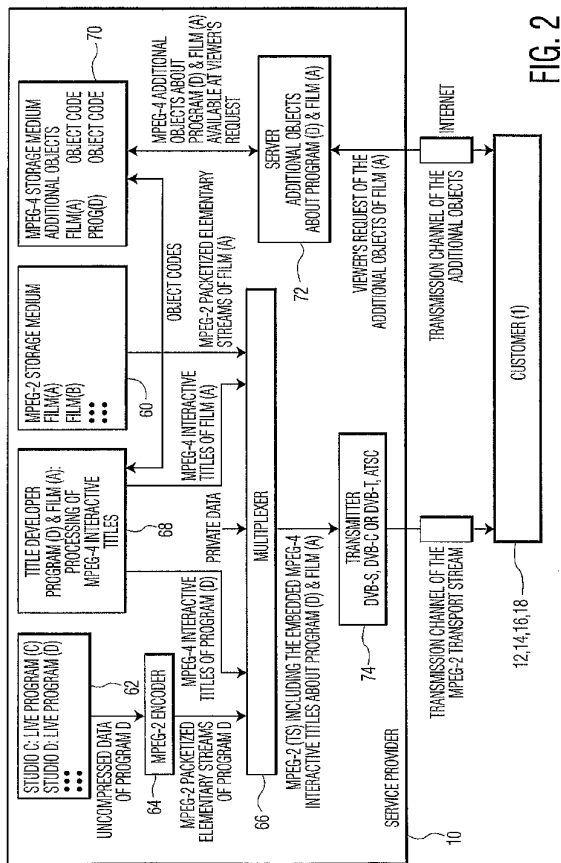 STUDIO C: LIVE PROGRAM (C)
STUDIO D: LIVE PROGRAM (D)
62
UNCOMPRESSED DATA
OF PROGRAM D
MPEG-2 ENCODER
64
MPEG-2 PACKETIZED
ELEMENTARY STREAMS
OF PROGRAM D
TITLE DEVELOPER
PROGRAM (D) & FILM (A):
PROCESSING OF
MPEG-4 INTERACTIVE
TITLES
68
MPEG-4 INTERACTIVE
TITLES OF PROGRAM (D)
PRIVATE DATA
MPEG-4 INTERACTIVE
TITLES OF FILM (A)
MPEG-2 STORAGE MEDIUM
FILM(A)
FILM(B)
60
OBJECT CODES
MPEG-2 PACKETIZED ELEMENTARY
STREAMS OF FILM (A)
MPEG-4 STORAGE MEDIUM
ADDITIONAL OBJECTS
FILM(A) OBJECT CODE
PROG(D) OBJECT CODE
70
MPEG-4 ADDITIONAL
OBJECTS ABOUT
PROGRAM (D) & FILM (A)
AVAILABLE AT VIEWER'S
REQUEST
MULTIPLEXER
66
SERVER
ADDITIONAL OBJECTS
ABOUT PROGRAM (D) & FILM (A)
72
MPEG-2 (TS) INCLUDING THE EMBEDDED MPEG-4
INTERACTIVE TITLES ABOUT PROGRAM (D) & FILM (A)
TRANSMITTER
DVB-S, DVB-C OR DVB-T, ATSC
74
VIEWER'S REQUEST OF THE
ADDITIONAL OBJECTS OF FILM (A)
SERVICE PROVIDER
10
TRANSMISSION CHANNEL OF THE
MPEG-2 TRANSPORT STREAM
TRANSMISSION CHANNEL OF THE
ADDITIONAL OBJECTS
INTERNET
CUSTOMER (1)
12,14,16,18
FIG. 2